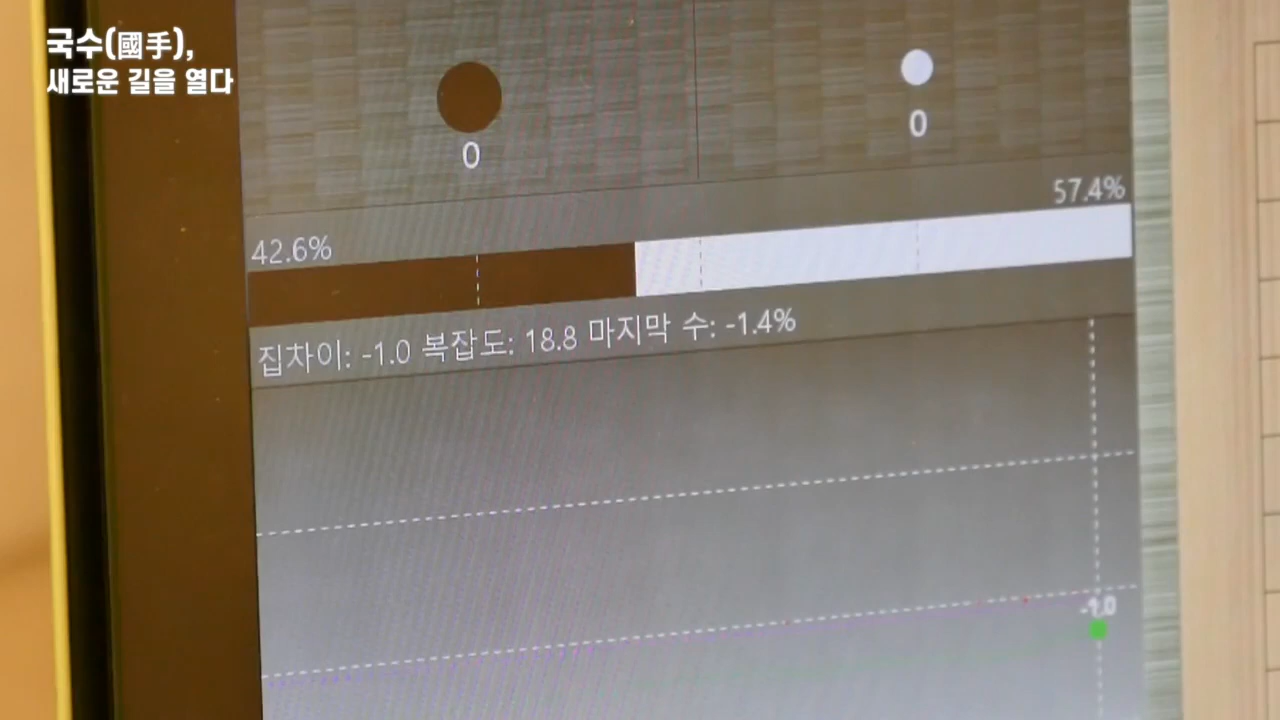 국수(國手),
새로운 길을 열다
0
0
42.6%
57.4%
집차이: -1.0 복잡도: 18.8 마지막 수: -1.4%
-1.0